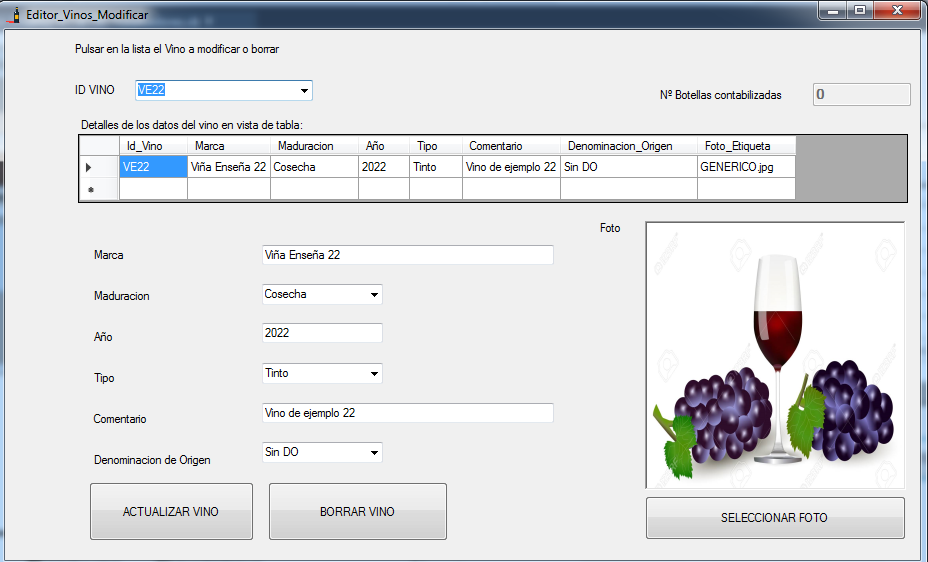 Editor_Vinos_Modificar
Pulsar en la lista el Vino a modificar o borrar
ID VINO VE22 Nº Botellas contabilizadas 0
Detalles de los datos del vino en vista de tabla:
Id_Vino Marca Maduracion Año Tipo Comentario Denominacion_Origen Foto_Etiqueta
VE22 Viña Enseña 22 Cosecha 2022 Tinto Vino de ejemplo 22 Sin DO GENERICO.jpg
Foto
Marca Viña Enseña 22
Maduracion Cosecha
Año 2022
Tipo Tinto
Comentario Vino de ejemplo 22
Denominacion de Origen Sin DO
ACTUALIZAR VINO BORRAR VINO SELECCIONAR FOTO